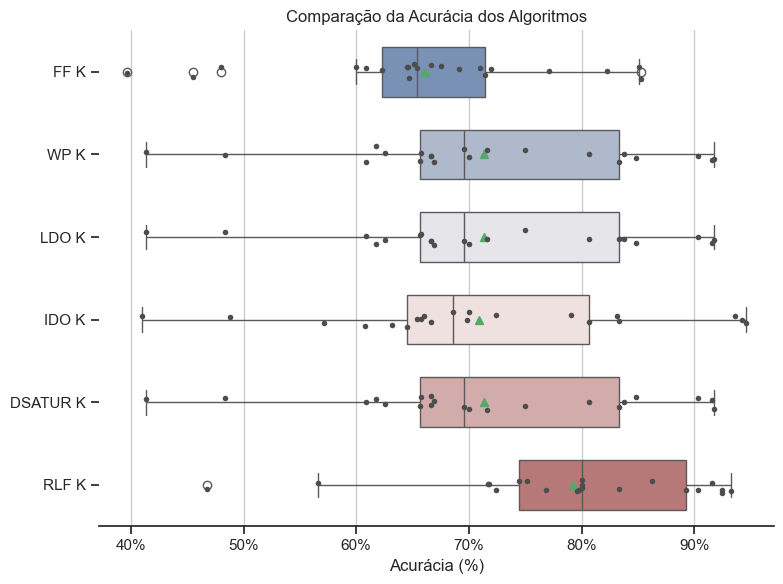 Comparação da Acurácia dos Algoritmos
FF K
WP K
LDO K
IDO K
DSATUR K
RLF K
40% 50% 60% 70% 80% 90%
Acurácia (%)